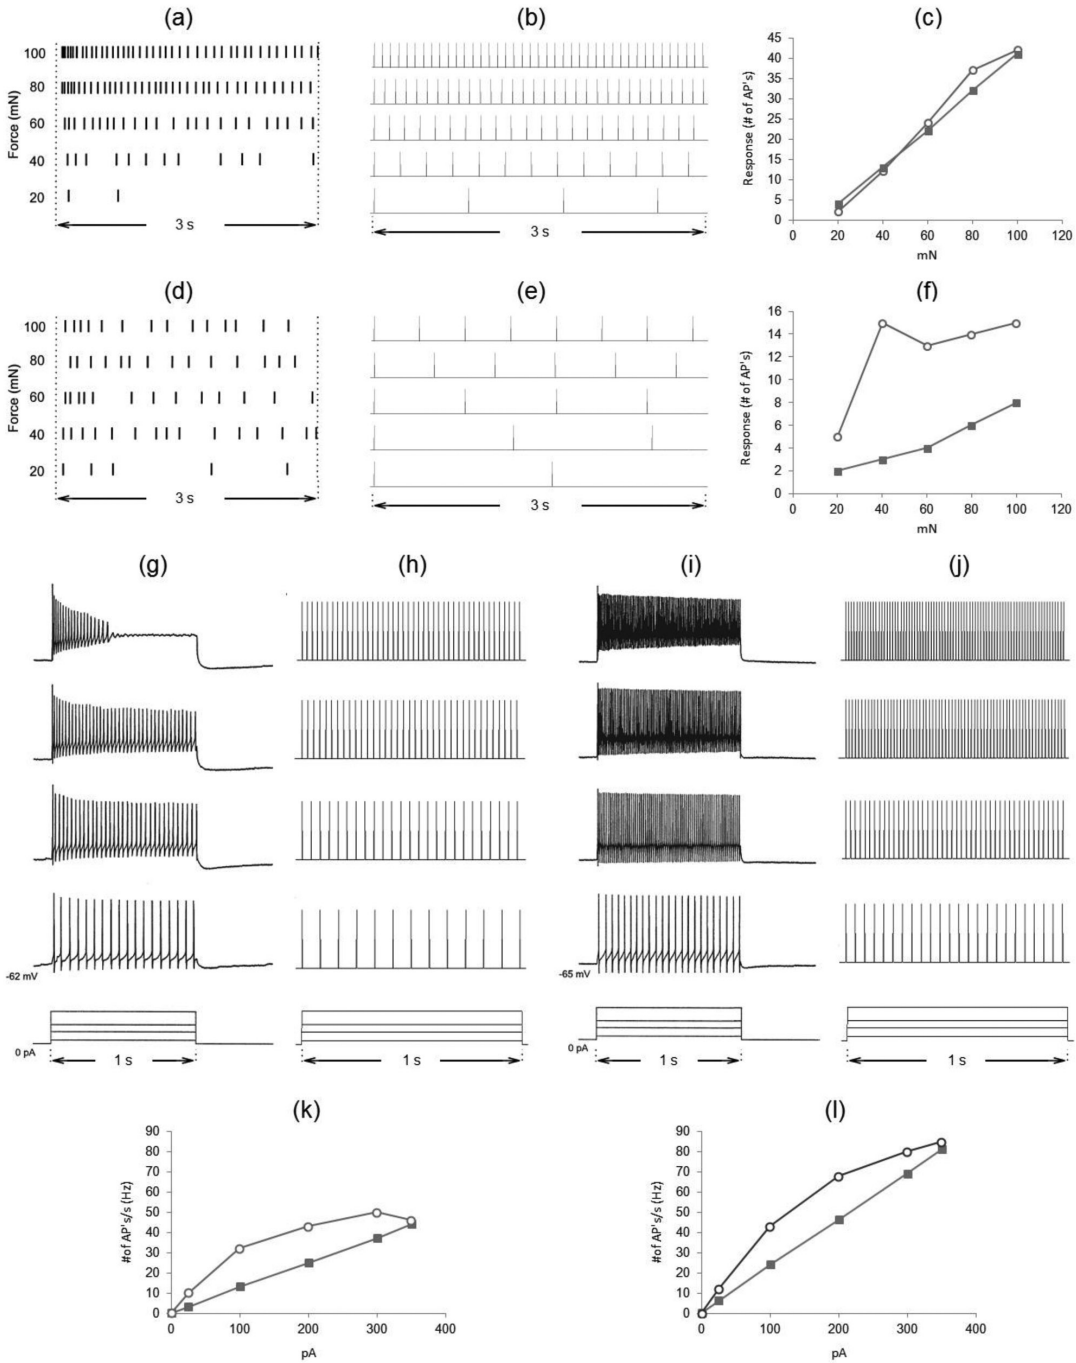 (a)
Force (mN)
100
80
60
40
20
3 s
(b)
3 s
(c)
Response (# of AP's)
45
40
35
30
25
20
15
10
5
0
0 20 40 60 80 100 120
mN
(d)
Force (mN)
100
80
60
40
20
3 s
(e)
3 s
(f)
Response (# of AP's)
16
14
12
10
8
6
4
2
0
0 20 40 60 80 100 120
mN
(g)
-62 mV
0 pA
1 s
(h)
1 s
(i)
-65 mV
0 pA
1 s
(j)
1 s
(k)
#of AP's/s (Hz)
90
80
70
60
50
40
30
20
10
0
0 100 200 300 400
pA
(l)
#of AP's/s (Hz)
90
80
70
60
50
40
30
20
10
0
0 100 200 300 400
pA